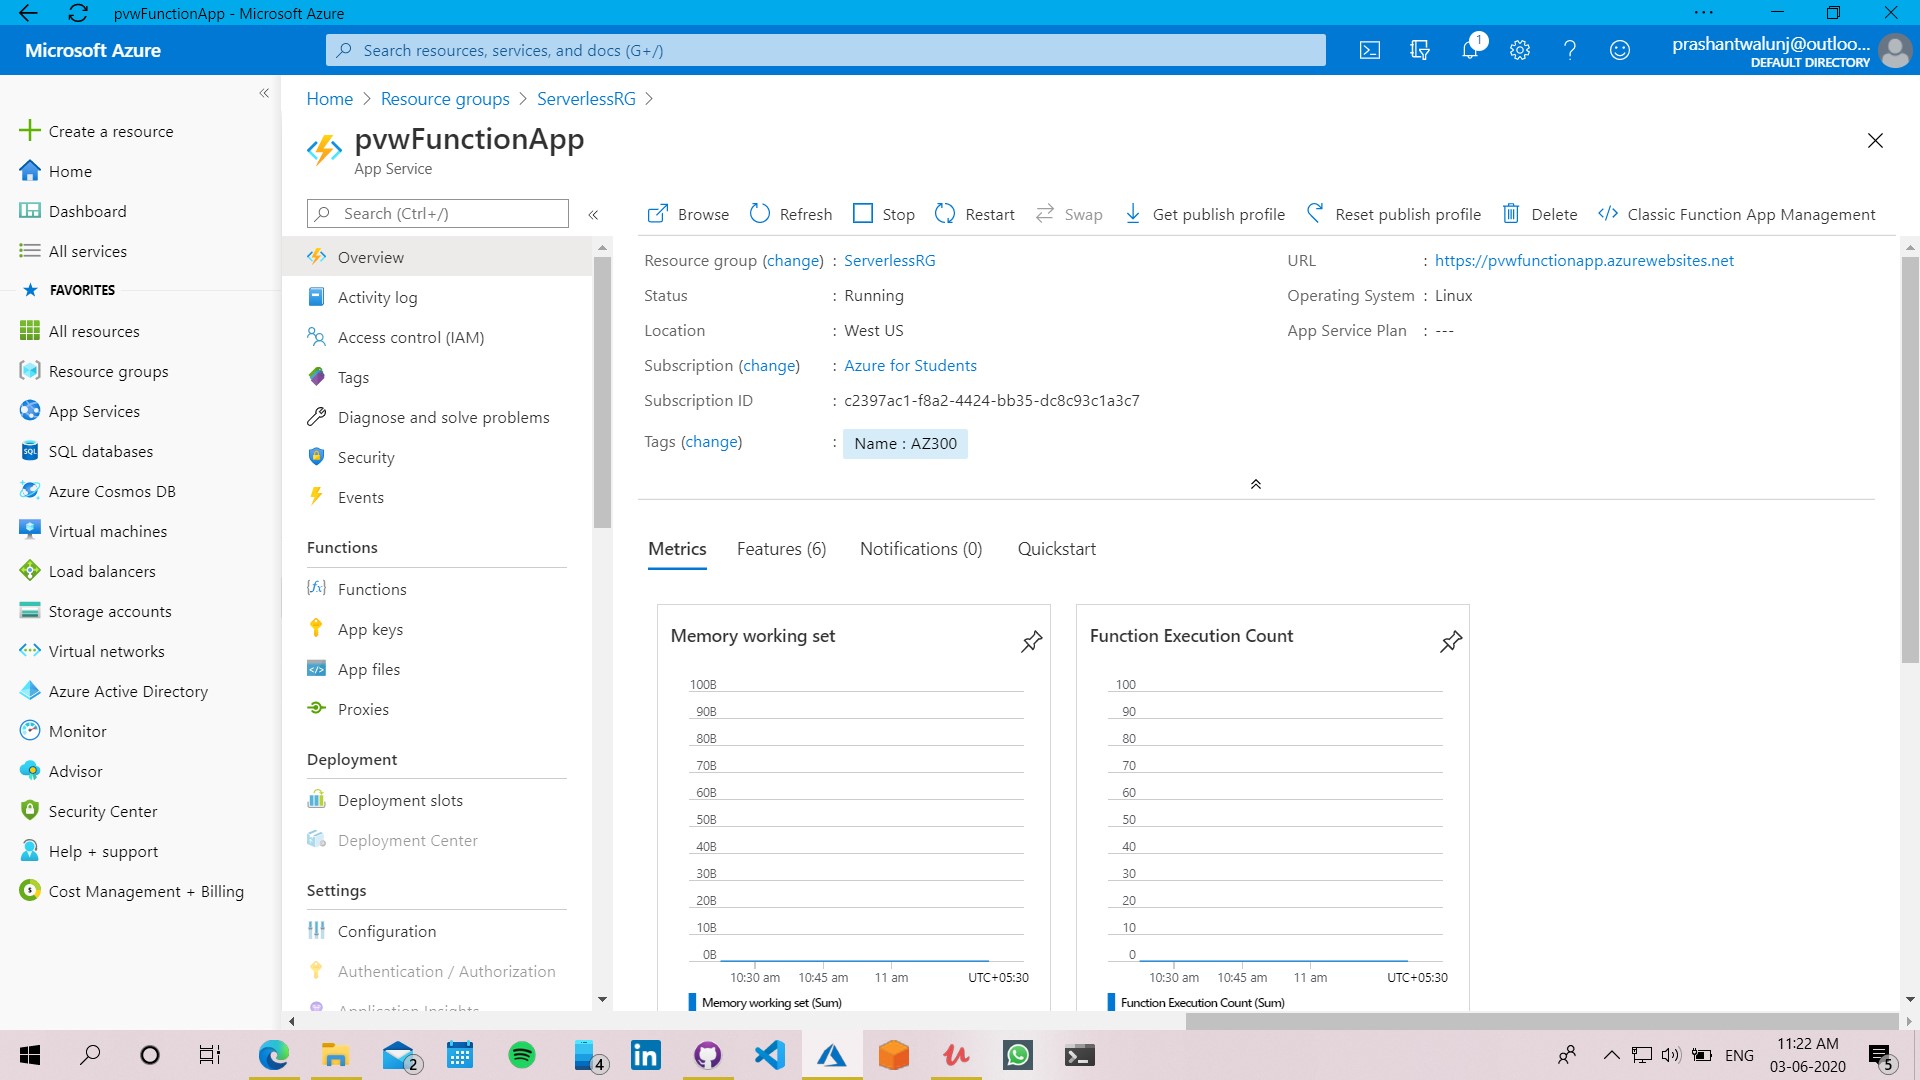 pvwFunctionApp - Microsoft Azure
Microsoft Azure
Search resources, services, and docs (G+/)
1
prashantwalunj@outloo...
DEFAULT DIRECTORY
Create a resource
Home
Dashboard
All services
FAVORITES
All resources
Resource groups
App Services
SQL databases
Azure Cosmos DB
Virtual machines
Load balancers
Storage accounts
Virtual networks
Azure Active Directory
Monitor
Advisor
Security Center
Help + support
Cost Management + Billing
Home > Resource groups > ServerlessRG >
pvwFunctionApp
App Service
Search (Ctrl+/)
Overview
Activity log
Access control (IAM)
Tags
Diagnose and solve problems
Security
Events
Functions
Functions
App keys
App files
Proxies
Deployment
Deployment slots
Deployment Center
Settings
Configuration
Authentication / Authorization
Application Insights
Browse Refresh Stop Restart Swap Get publish profile Reset publish profile Delete Classic Function App Management
Resource group (change) : ServerlessRG
Status : Running
Location : West US
Subscription (change) : Azure for Students
Subscription ID : c2397ac1-f8a2-4424-bb35-dc8c93c1a3c7
Tags (change) : Name : AZ300
URL : https://pvwfunctionapp.azurewebsites.net
Operating System : Linux
App Service Plan : ---
Metrics Features (6) Notifications (0) Quickstart
Memory working set
100B
90B
80B
70B
60B
50B
40B
30B
20B
10B
0B
10:30 am 10:45 am 11 am UTC+05:30
Memory working set (Sum)
Function Execution Count
100
90
80
70
60
50
40
30
20
10
0
10:30 am 10:45 am 11 am UTC+05:30
Function Execution Count (Sum)
2
4
ENG
11:22 AM
03-06-2020
5